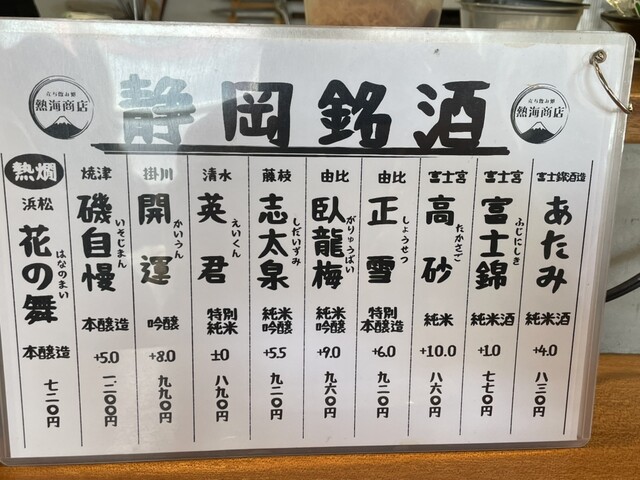 静岡銘酒
立ち飲み処
熱海商店
立ち飲み処
熱海商店
富士錦酒造
あたみ
純米酒
+4.0
八三〇円
富士宮
富士錦
ふじにしき
純米酒
+1.0
七七〇円
富士宮
高砂
たかさご
純米
+10.0
八六〇円
由比
正雪
しょうせつ
特別
本醸造
+6.0
九二〇円
由比
臥龍梅
がりゅうばい
純米
吟醸
+9.0
九六〇円
藤枝
志太泉
しだいずみ
純米
吟醸
+5.5
九二〇円
清水
英君
えいくん
特別
純米
±0
八九〇円
掛川
開運
かいうん
吟醸
+8.0
九九〇円
焼津
磯自慢
いそじまん
本醸造
+5.0
一二〇〇円
熱燗
浜松
花の舞
はなのまい
本醸造
七二〇円